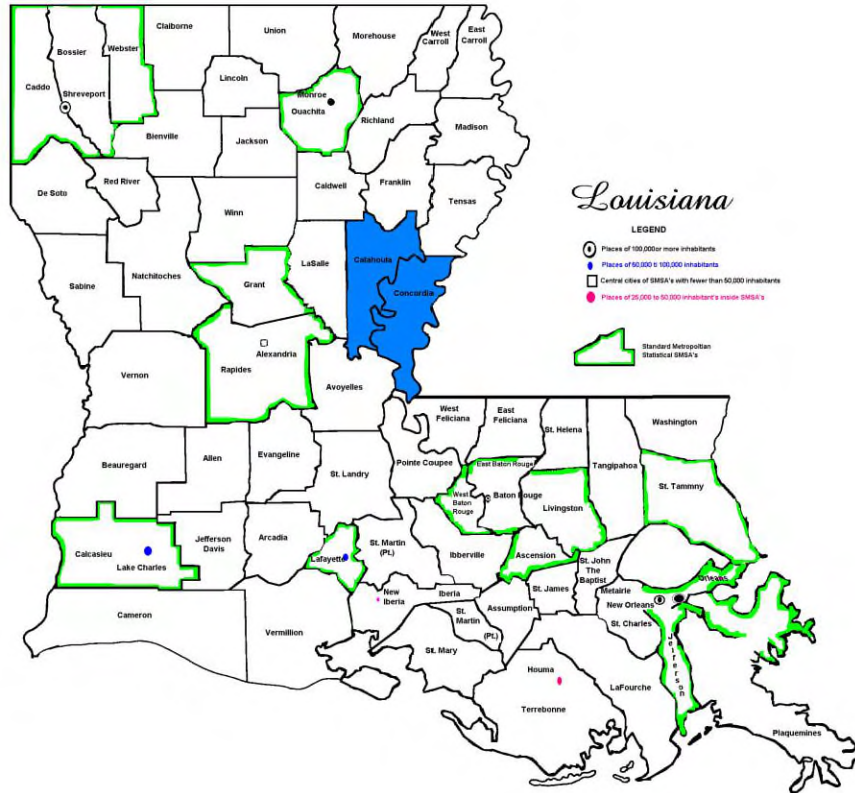 Claiborne
Union
Morehouse
West
Carroll
East
Carroll
Bossier
Webster
Caddo
Shreveport
Lincoln
Monroe
Ouachita
Richland
Madison
Bienville
Jackson
De Soto
Red River
Caldwell
Franklin
Tensas
Winn
Louisiana
LEGEND
Places of 100,000or more inhabitants
Places of 50,000 t 100,000 inhabitants
Central cities of SMSA's with fewer than 50,000 inhabitants
Places of 25,000 to 50,000 inhabitant's inside SMSA's
Standard Metropoltian
Statistical SMSA's
Sabine
Natchitoches
Grant
LaSalle
Catahoula
Concordia
Vernon
Rapides
Alexandria
Avoyelles
West
Feliciana
East
Feliciana
St. Helena
Washington
Beauregard
Allen
Evangeline
St. Landry
Pointe Coupee
East Baton Rouge
Tangipahoa
St. Tammny
West
Baton
Rouge
Baton Rouge
Livingston
Calcasieu
Lake Charles
Jefferson
Davis
Arcadia
Lafayette
St. Martin
(Pt.)
Ibberville
Ascension
St. John
The
Baptist
Orleans
Cameron
Vermillion
New
Iberia
Iberia
St.
Martin
(Pt.)
Assumption
St. James
Metairie
New Orleans
St. Charles
Jefferson
St. Mary
Houma
Terrebonne
LaFourche
Plaquemines